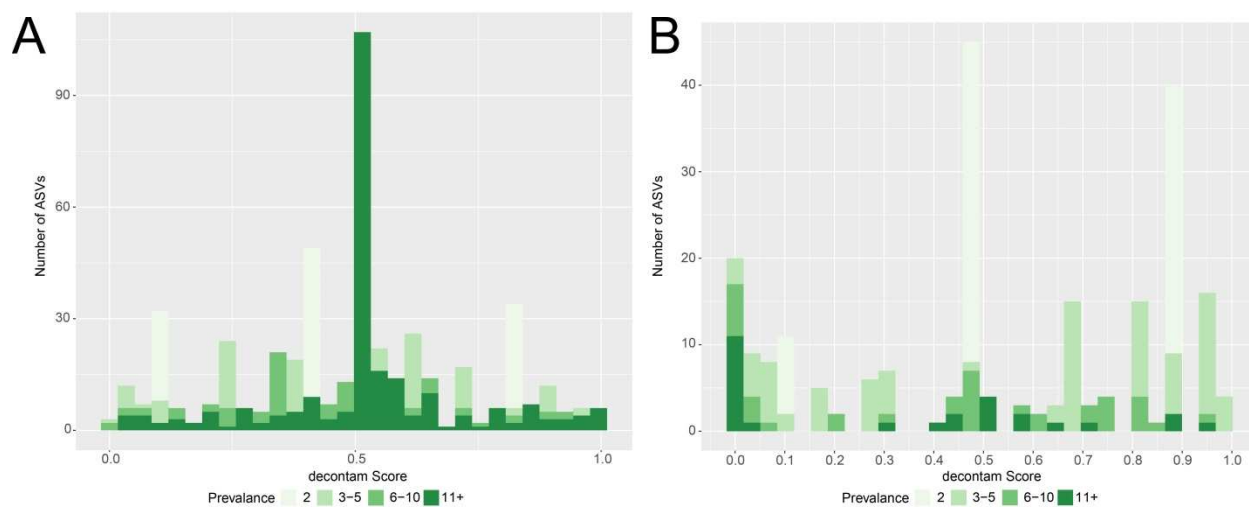 A
Number of ASVs
90
60
30
0
0.0 0.5 1.0
decontam Score
Prevalance 2 3-5 6-10 11+
B
Number of ASVs
40
30
20
10
0
0.0 0.1 0.2 0.3 0.4 0.5 0.6 0.7 0.8 0.9 1.0
decontam Score
Prevalance 2 3-5 6-10 11+